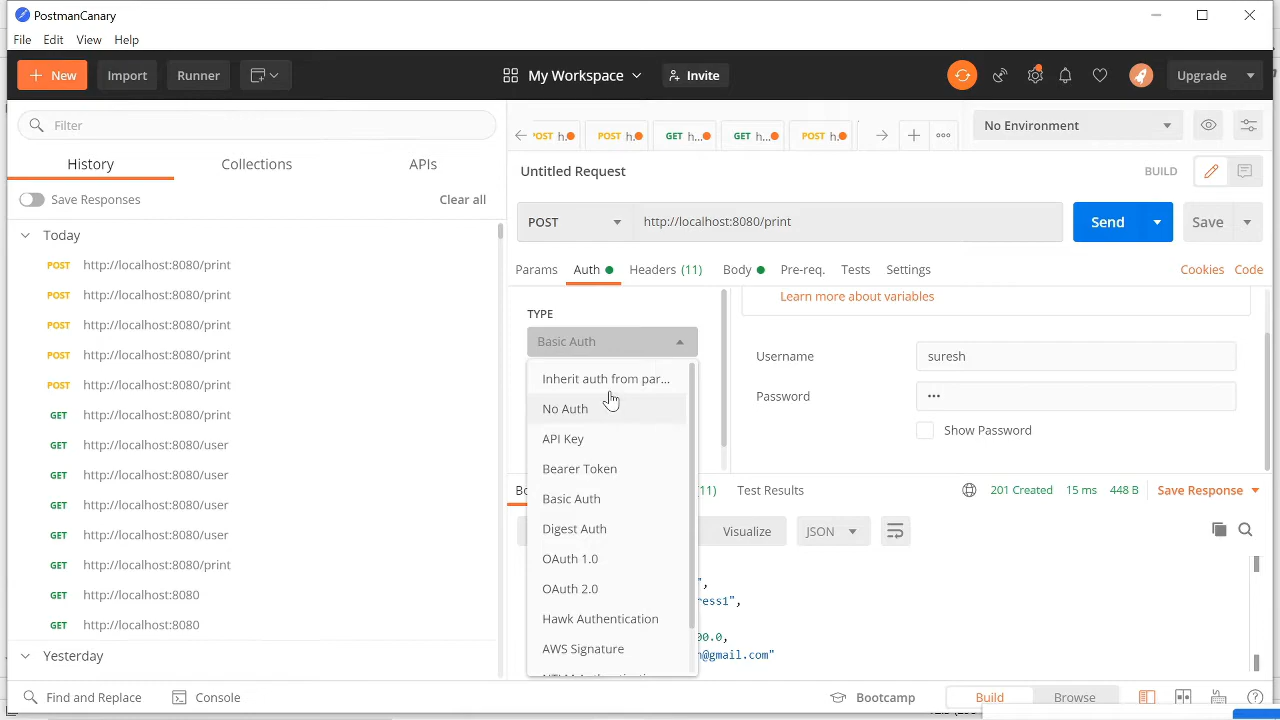 PostmanCanary
File Edit View Help
New Import Runner My Workspace Invite Upgrade
Filter
History Collections APIs
Save Responses Clear all
Today
POST http://localhost:8080/print
POST http://localhost:8080/print
POST http://localhost:8080/print
POST http://localhost:8080/print
POST http://localhost:8080/print
GET http://localhost:8080/print
GET http://localhost:8080/user
GET http://localhost:8080/user
GET http://localhost:8080/user
GET http://localhost:8080/user
GET http://localhost:8080/print
GET http://localhost:8080
GET http://localhost:8080
Yesterday
POST h. POST h. GET h... GET h... POST h. No Environment
Untitled Request BUILD
POST http://localhost:8080/print Send Save
Params Auth Headers (11) Body Pre-req. Tests Settings Cookies Code
Learn more about variables
TYPE
Basic Auth
Inherit auth from par...
No Auth
API Key
Bearer Token
Basic Auth
Digest Auth
OAuth 1.0
OAuth 2.0
Hawk Authentication
AWS Signature
Username suresh
Password •••
Show Password
11) Test Results 201 Created 15 ms 448 B Save Response
Visualize JSON
",
ress1",
00.0,
@gmail.com"
Find and Replace Console Bootcamp Build Browse